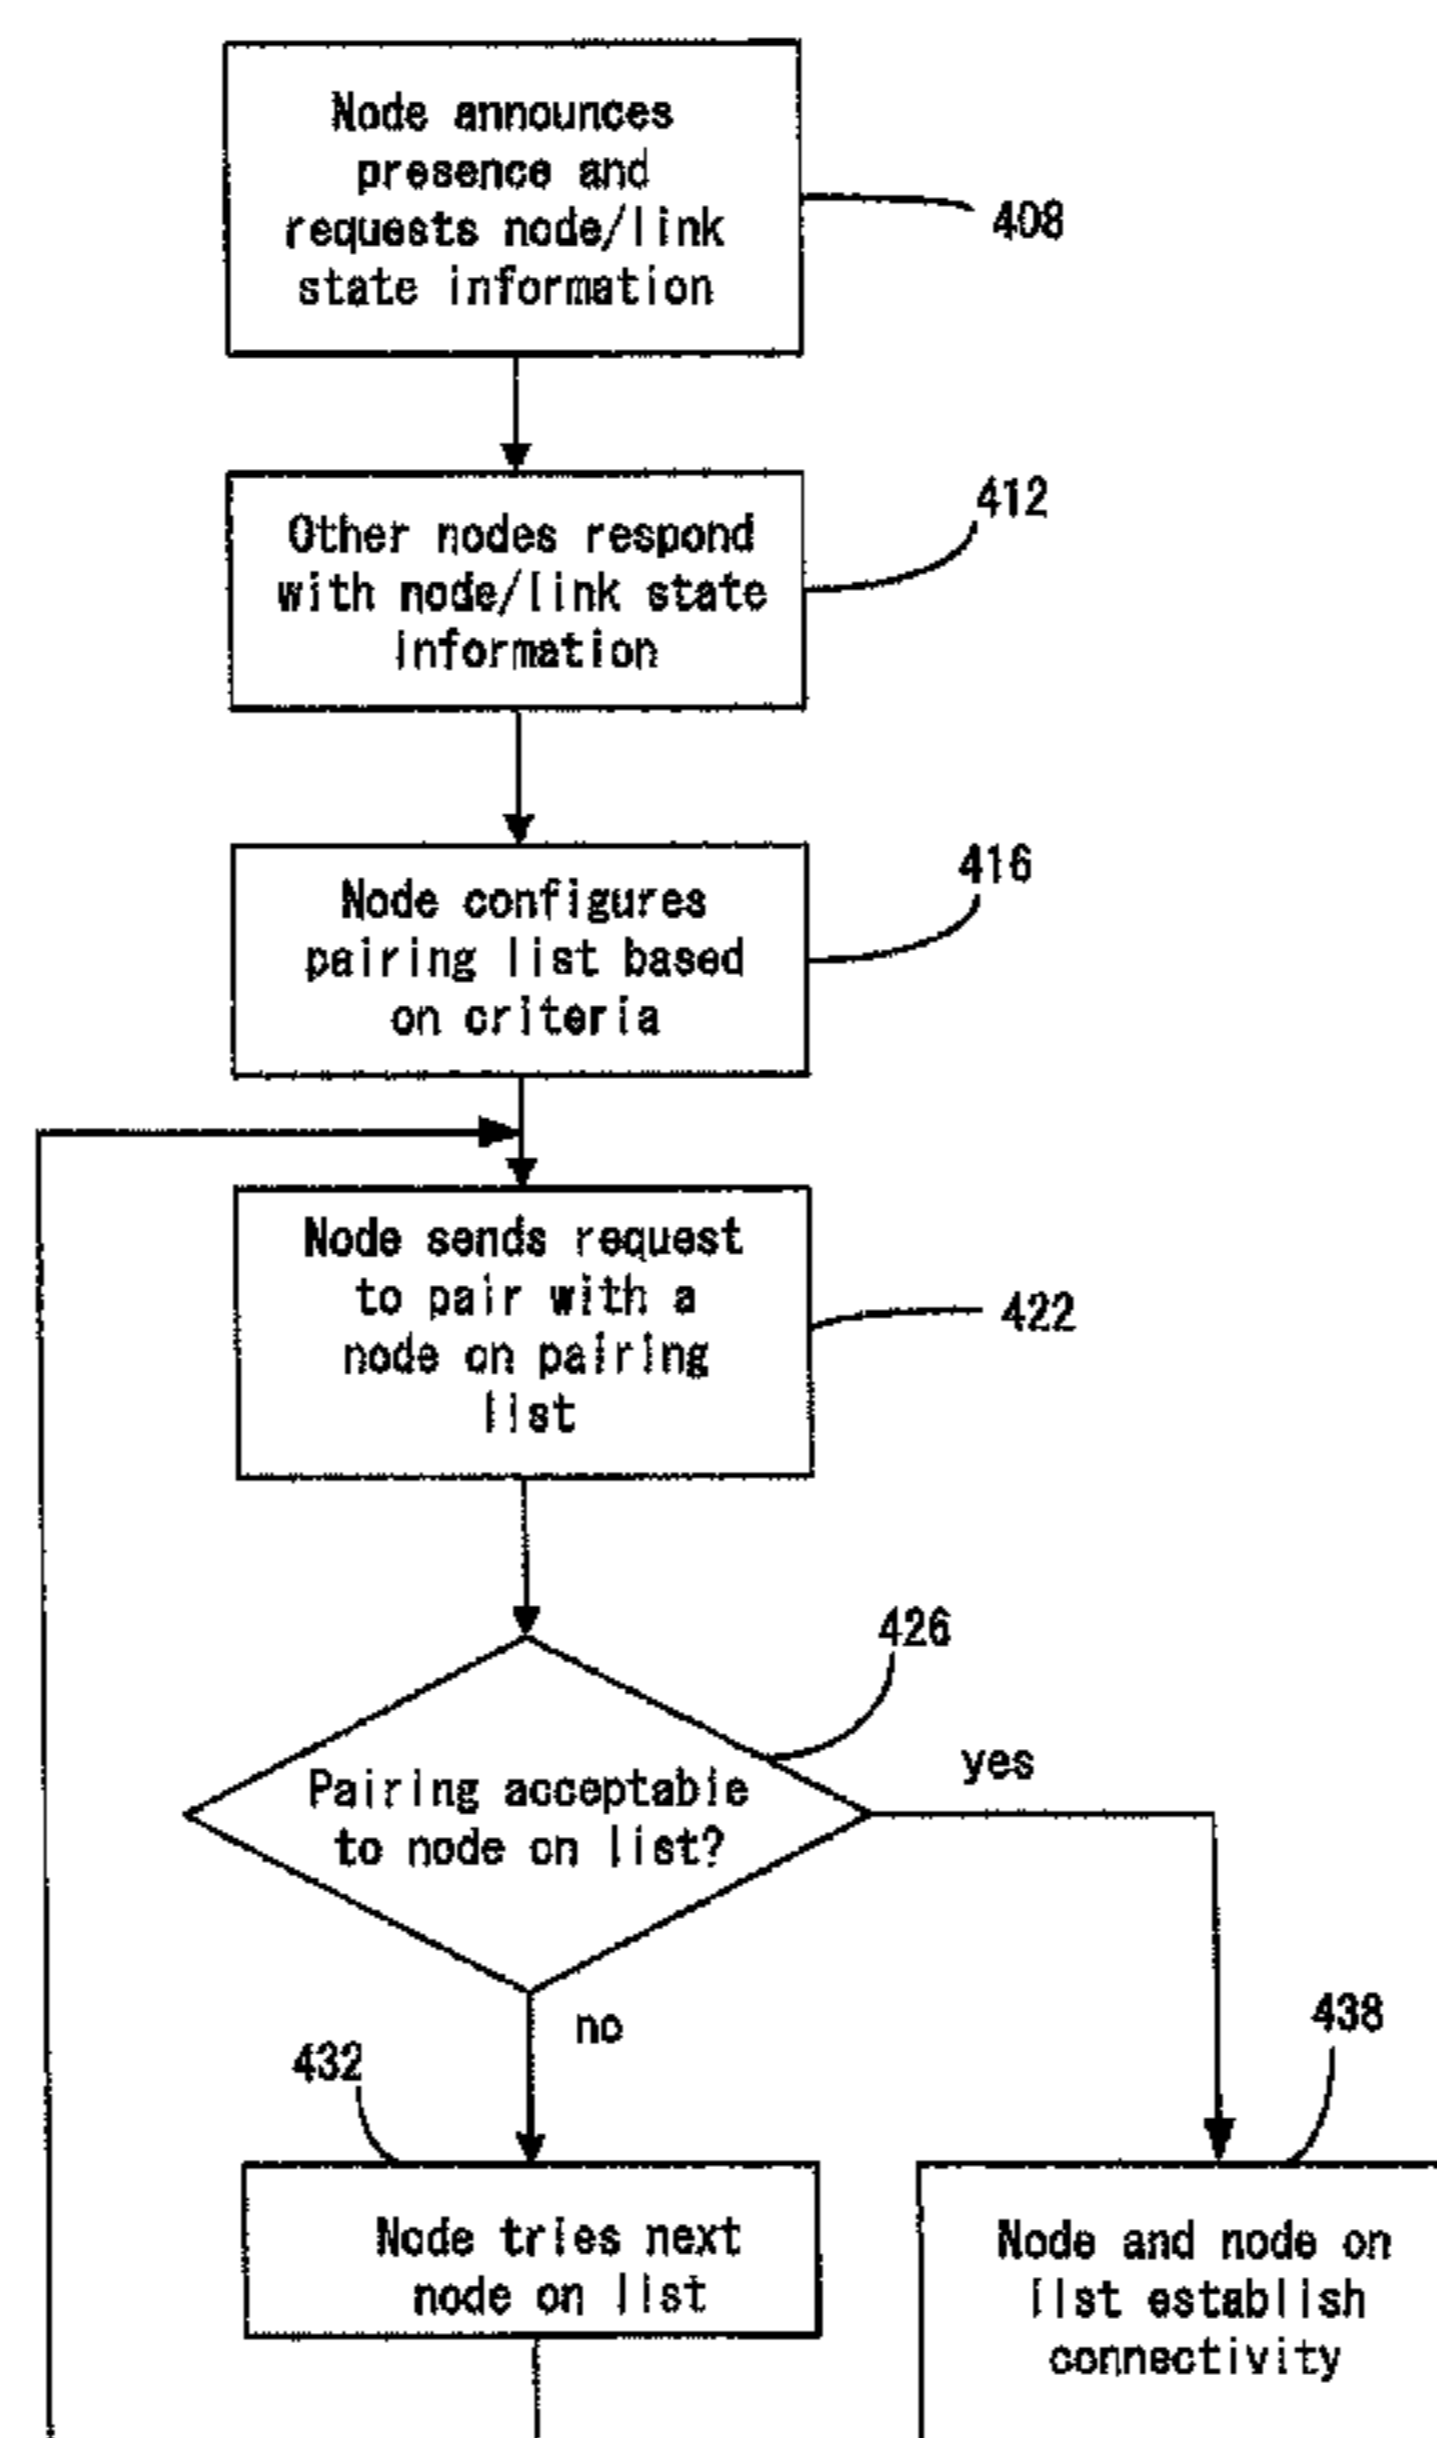 Node announces
presence and
requests node/link
state information
408
Other nodes respond
with node/link state
information
412
Node configures
pairing list based
on criteria
416
Node sends request
to pair with a
node on pairing
list
422
426
Pairing acceptable
to node on list?
yes
no
432
438
Node tries next
node on list
Node and node on
list establish
connectivity